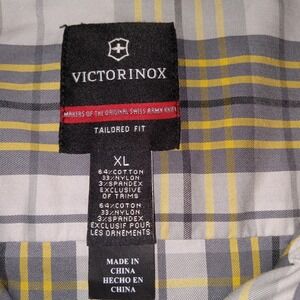 VICTORINOX
MAKERS OF THE ORIGINAL SWISS ARMY KNIFE
TAILORED FIT
XL
64%COTTON
33%NYLON
3%SPANDEX
EXCLUSIVE
OF TRIMS
64%COTTON
33%NYLON
3%SPANDEX
EXCLUSIF POUR
LES ORNEMENTS
MADE IN
CHINA
HECHO EN
CHINA